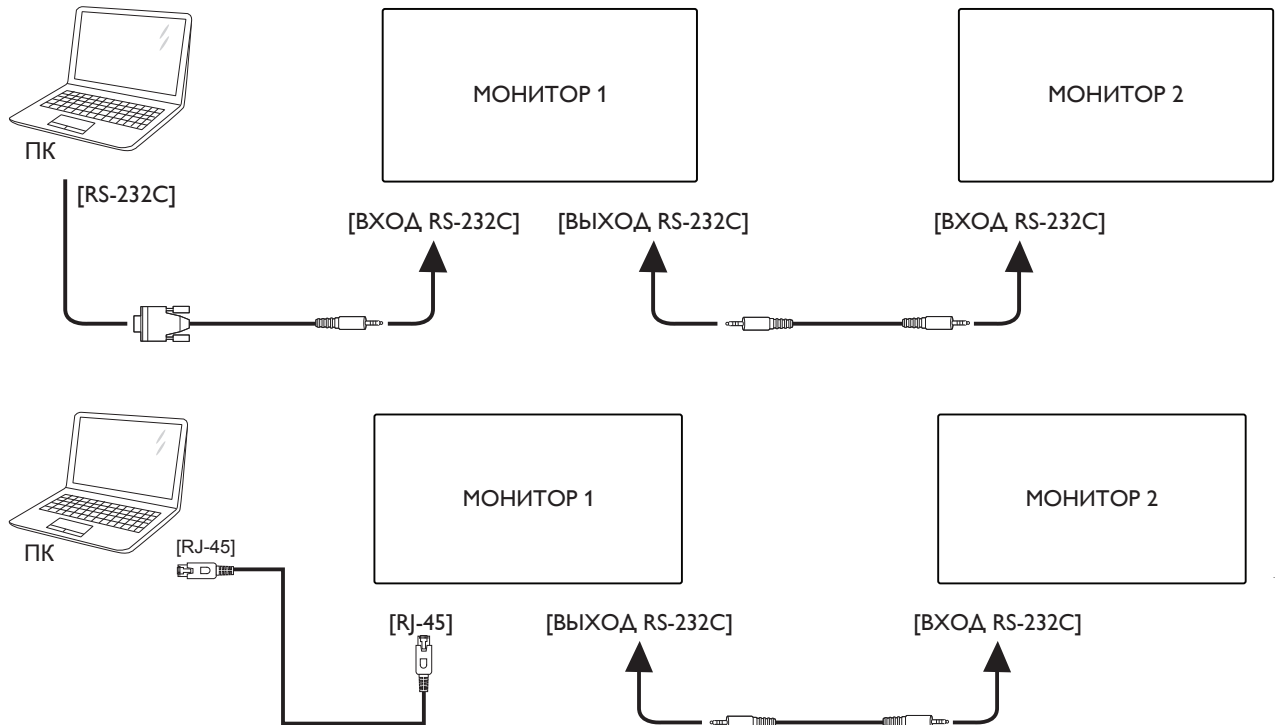 МОНИТОР 1
МОНИТОР 2
ПК
[RS-232C]
[ВХОД RS-232C]
[ВЫХОД RS-232C]
[ВХОД RS-232C]
МОНИТОР 1
МОНИТОР 2
ПК
[RJ-45]
[RJ-45]
[ВЫХОД RS-232C]
[ВХОД RS-232C]